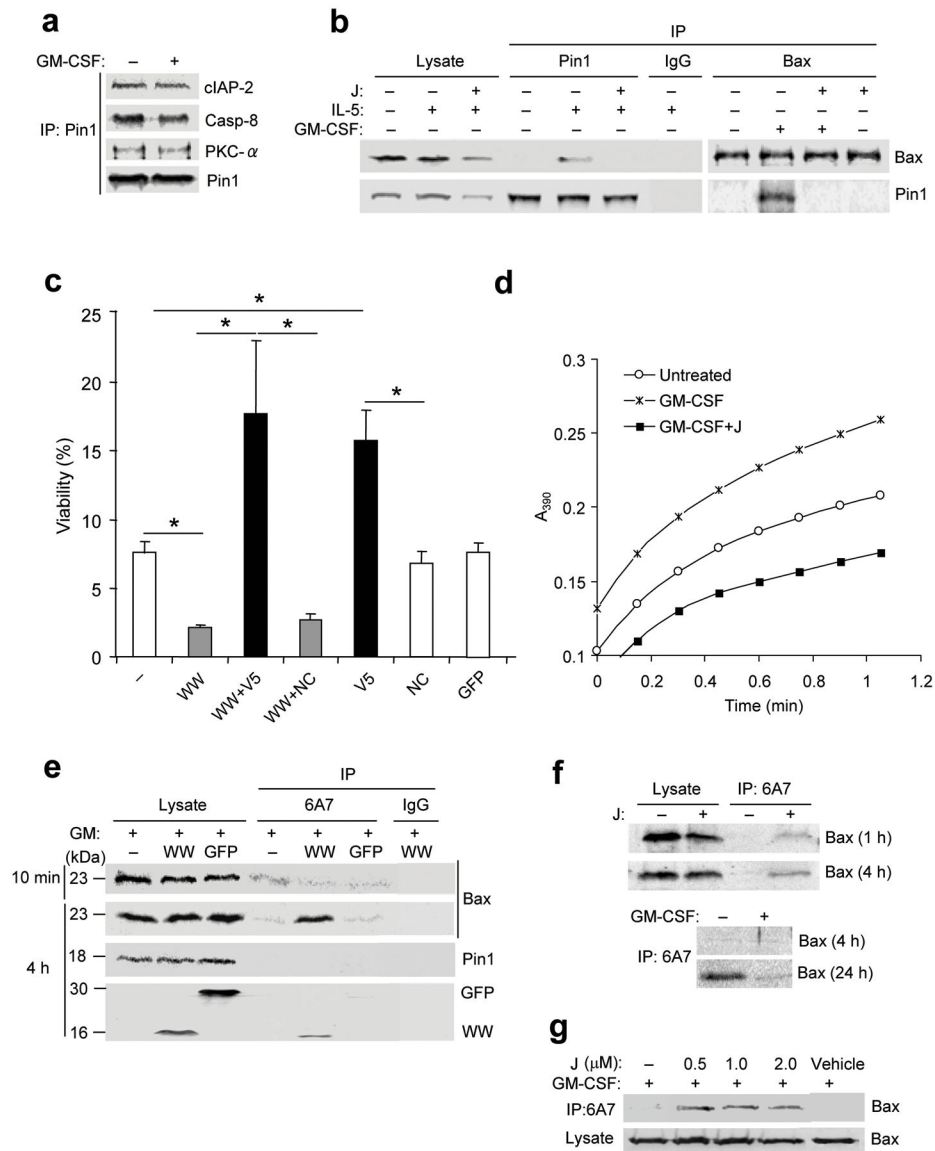 a
GM-CSF: – +
IP: Pin1
cIAP-2
Casp-8
PKC-α
Pin1
b
IP
Lysate Pin1 IgG Bax
J: – – + – – + – – – + +
IL-5: – + + – + + + – – – –
GM-CSF: – – – – – – – – + + –
Bax
Pin1
c
Viability (%)
25
20
15
10
5
0
* * * * *
– WW WW+V5 WW+NC V5 NC GFP
d
A390
0.3
0.25
0.2
0.15
0.1
Untreated
GM-CSF
GM-CSF+J
0 0.2 0.4 0.6 0.8 1 1.2
Time (min)
e
IP
Lysate 6A7 IgG
GM: + + + + + + +
(kDa) – WW GFP – WW GFP WW
10 min 23
4 h
23
Bax
18 Pin1
30 GFP
16 WW
f
Lysate IP: 6A7
J: – + – +
Bax (1 h)
Bax (4 h)
GM-CSF: – +
IP: 6A7
Bax (4 h)
Bax (24 h)
g
J (μM): – 0.5 1.0 2.0 Vehicle
GM-CSF: + + + + +
IP:6A7 Bax
Lysate Bax